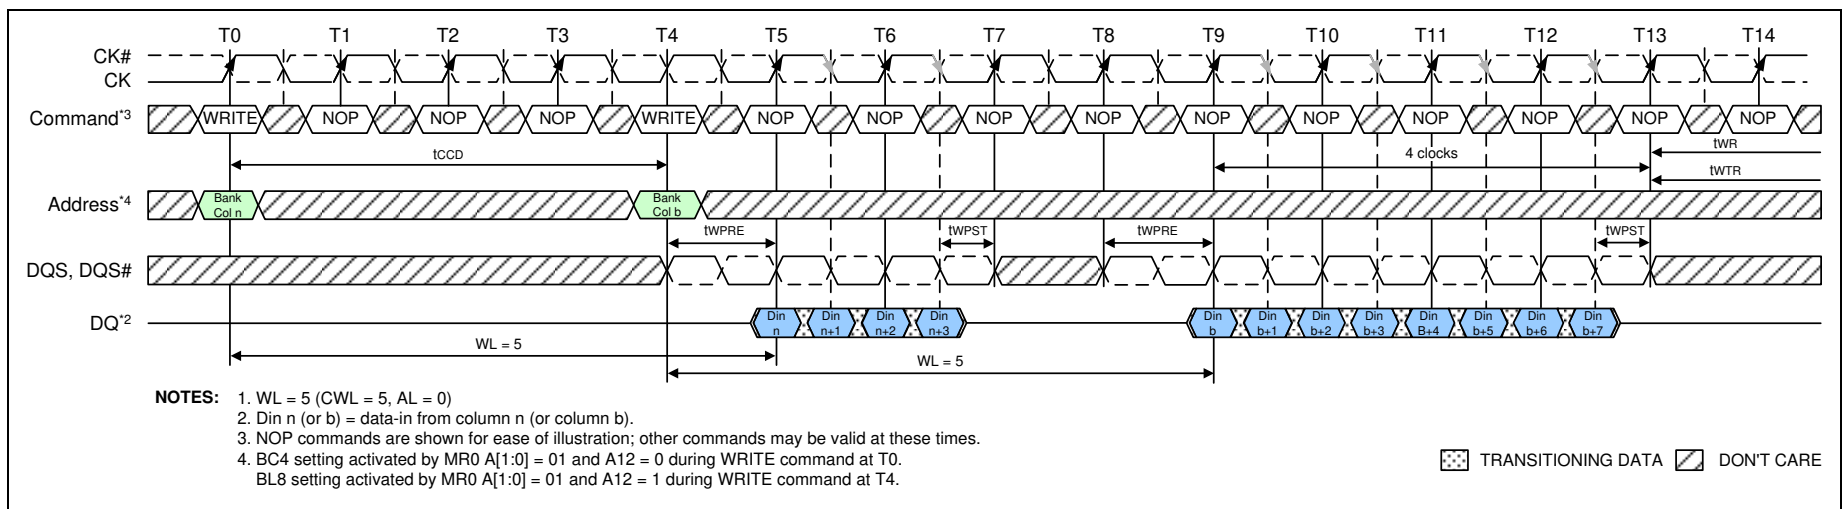 T0 T1 T2 T3 T4 T5 T6 T7 T8 T9 T10 T11 T12 T13 T14
CK#
CK
Command*3 WRITE NOP NOP NOP WRITE NOP NOP NOP NOP NOP NOP NOP NOP NOP NOP
tCCD 4 clocks tWR
tWTR
Address*4 Bank Col n Bank Col b
tWPRE tWPST tWPRE tWPST
DQS, DQS#
DQ*2 Din n Din n+1 Din n+2 Din n+3 Din b Din b+1 Din b+2 Din b+3 Din B+4 Din b+5 Din b+6 Din b+7
WL = 5
WL = 5
NOTES: 1. WL = 5 (CWL = 5, AL = 0)
2. Din n (or b) = data-in from column n (or column b).
3. NOP commands are shown for ease of illustration; other commands may be valid at these times.
4. BC4 setting activated by MR0 A[1:0] = 01 and A12 = 0 during WRITE command at T0.
BL8 setting activated by MR0 A[1:0] = 01 and A12 = 1 during WRITE command at T4.
TRANSITIONING DATA DON'T CARE